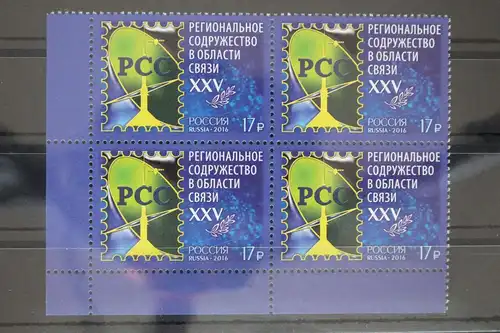 РСС
РЕГИОНАЛЬНОЕ
СОДРУЖЕСТВО
В ОБЛАСТИ
СВЯЗИ
XXV
РОССИЯ
RUSSIA · 2016
17 ₽
РСС
РЕГИОНАЛЬНОЕ
СОДРУЖЕСТВО
В ОБЛАСТИ
СВЯЗИ
XXV
РОССИЯ
RUSSIA · 2016
17 ₽
РСС
РЕГИОНАЛЬНОЕ
СОДРУЖЕСТВО
В ОБЛАСТИ
СВЯЗИ
XXV
РОССИЯ
RUSSIA · 2016
17 ₽
РСС
РЕГИОНАЛЬНОЕ
СОДРУЖЕСТВО
В ОБЛАСТИ
СВЯЗИ
XXV
РОССИЯ
RUSSIA · 2016
17 ₽